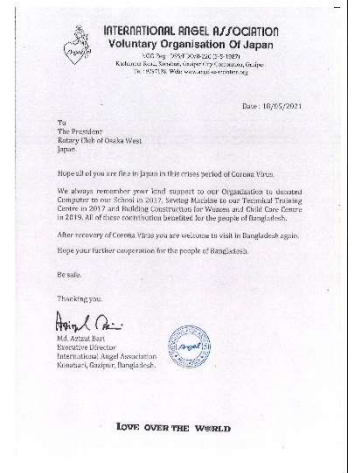 INTERNATIONAL ANGEL ASSOCIATION
Voluntary Organisation Of Japan
Date : 18/05/2021
To
The President
Rotary Club of Osaka West
Japan.
Hope all of you are fine in Japan in this crises period of Corona Virus.
We always remember your kind support to our Organization to donated
Computer to our School in 2017, Sewing Machine to our Technical Training
Centre in 2017 and Building Construction for Women and Child Care Centre
in 2019. All of these contribution benefited for the people of Bangladesh.
After recovery of Corona Virus you are welcome to visit in Bangladesh again.
Hope your further cooperation for the people of Bangladesh.
Be safe.
Thanking you.
Md. Azizul Bari
Executive Director
International Angel Association
Konabari, Gazipur, Bangladesh.
Angel
LOVE OVER THE WORLD